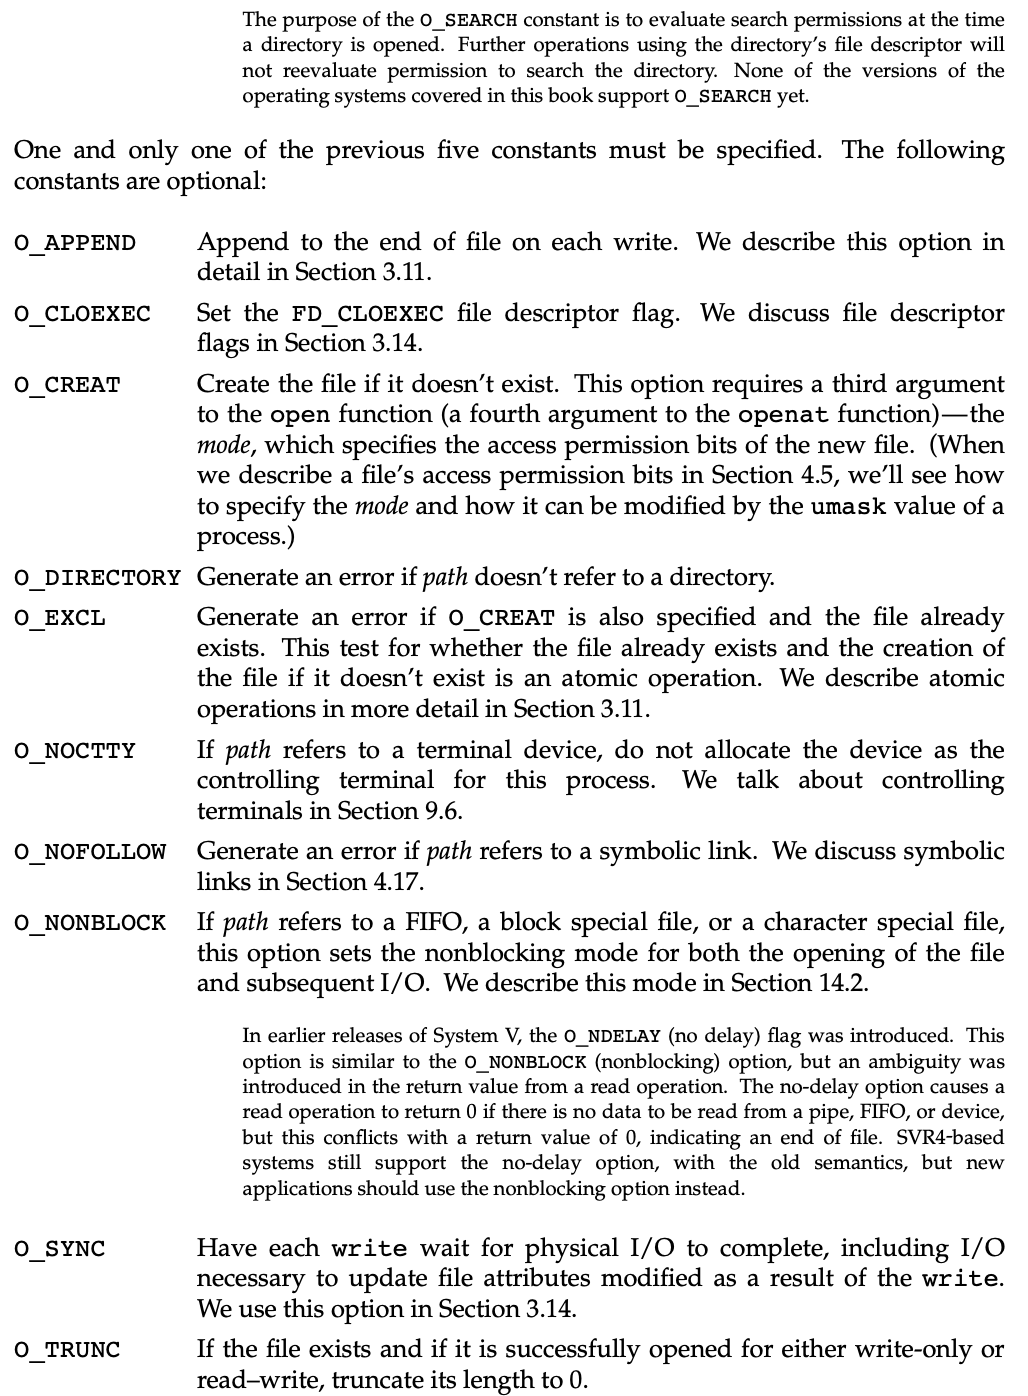 The purpose of the O_SEARCH constant is to evaluate search permissions at the time
a directory is opened. Further operations using the directory's file descriptor will
not reevaluate permission to search the directory. None of the versions of the
operating systems covered in this book support O_SEARCH yet.
One and only one of the previous five constants must be specified. The following
constants are optional:
O_APPEND Append to the end of file on each write. We describe this option in
detail in Section 3.11.
O_CLOEXEC Set the FD_CLOEXEC file descriptor flag. We discuss file descriptor
flags in Section 3.14.
O_CREAT Create the file if it doesn't exist. This option requires a third argument
to the open function (a fourth argument to the openat function)—the
mode, which specifies the access permission bits of the new file. (When
we describe a file's access permission bits in Section 4.5, we'll see how
to specify the mode and how it can be modified by the umask value of a
process.)
O_DIRECTORY Generate an error if path doesn't refer to a directory.
O_EXCL Generate an error if O_CREAT is also specified and the file already
exists. This test for whether the file already exists and the creation of
the file if it doesn't exist is an atomic operation. We describe atomic
operations in more detail in Section 3.11.
O_NOCTTY If path refers to a terminal device, do not allocate the device as the
controlling terminal for this process. We talk about controlling
terminals in Section 9.6.
O_NOFOLLOW Generate an error if path refers to a symbolic link. We discuss symbolic
links in Section 4.17.
O_NONBLOCK If path refers to a FIFO, a block special file, or a character special file,
this option sets the nonblocking mode for both the opening of the file
and subsequent I/O. We describe this mode in Section 14.2.
In earlier releases of System V, the O_NDELAY (no delay) flag was introduced. This
option is similar to the O_NONBLOCK (nonblocking) option, but an ambiguity was
introduced in the return value from a read operation. The no-delay option causes a
read operation to return 0 if there is no data to be read from a pipe, FIFO, or device,
but this conflicts with a return value of 0, indicating an end of file. SVR4-based
systems still support the no-delay option, with the old semantics, but new
applications should use the nonblocking option instead.
O_SYNC Have each write wait for physical I/O to complete, including I/O
necessary to update file attributes modified as a result of the write.
We use this option in Section 3.14.
O_TRUNC If the file exists and if it is successfully opened for either write-only or
read–write, truncate its length to 0.